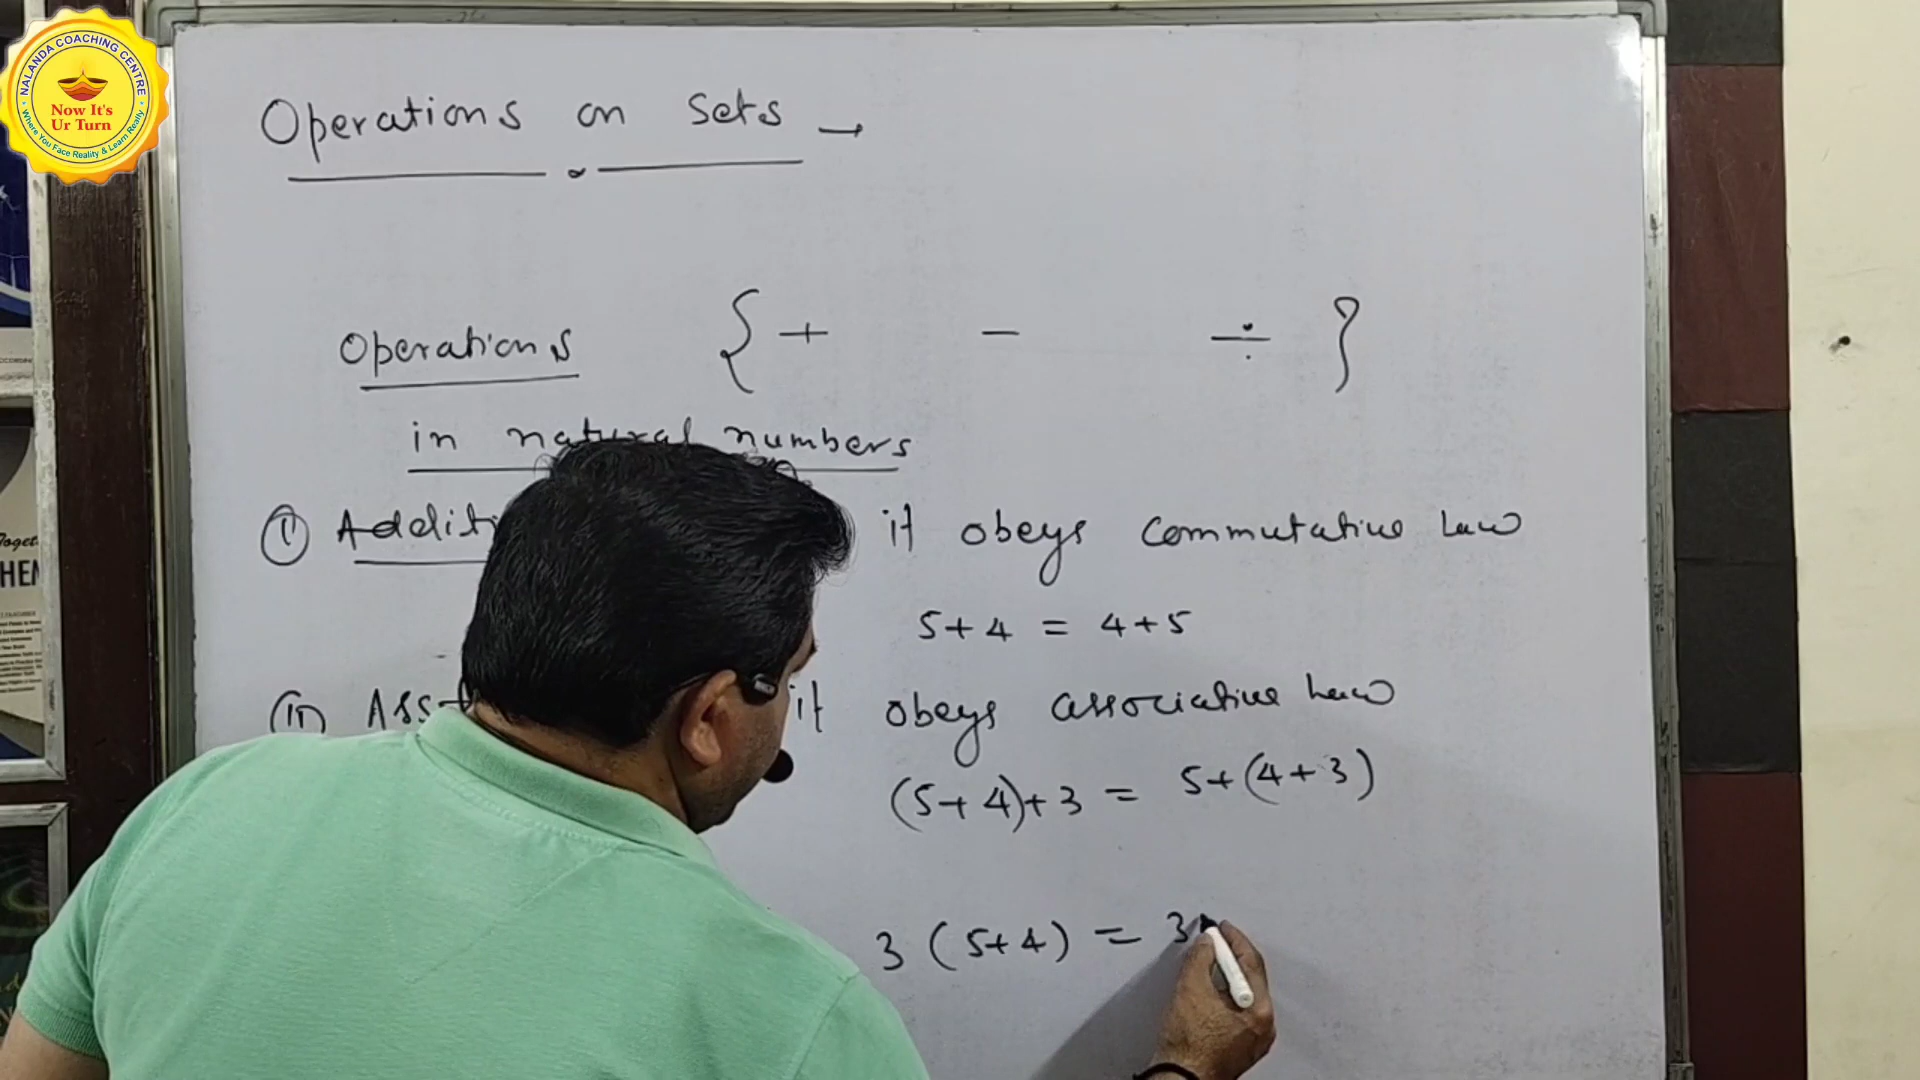 NALANDA COACHING CENTRE
Now It's
Ur Turn
Where You Face Reality & Learn Really
Operations on Sets →
Operations { + − ÷ }
in natural numbers
(i) Additi it obeys commutative law
5+4 = 4+5
(ii) Ass it obeys associative law
(5+4)+3 = 5+(4+3)
3 (5+4) = 3